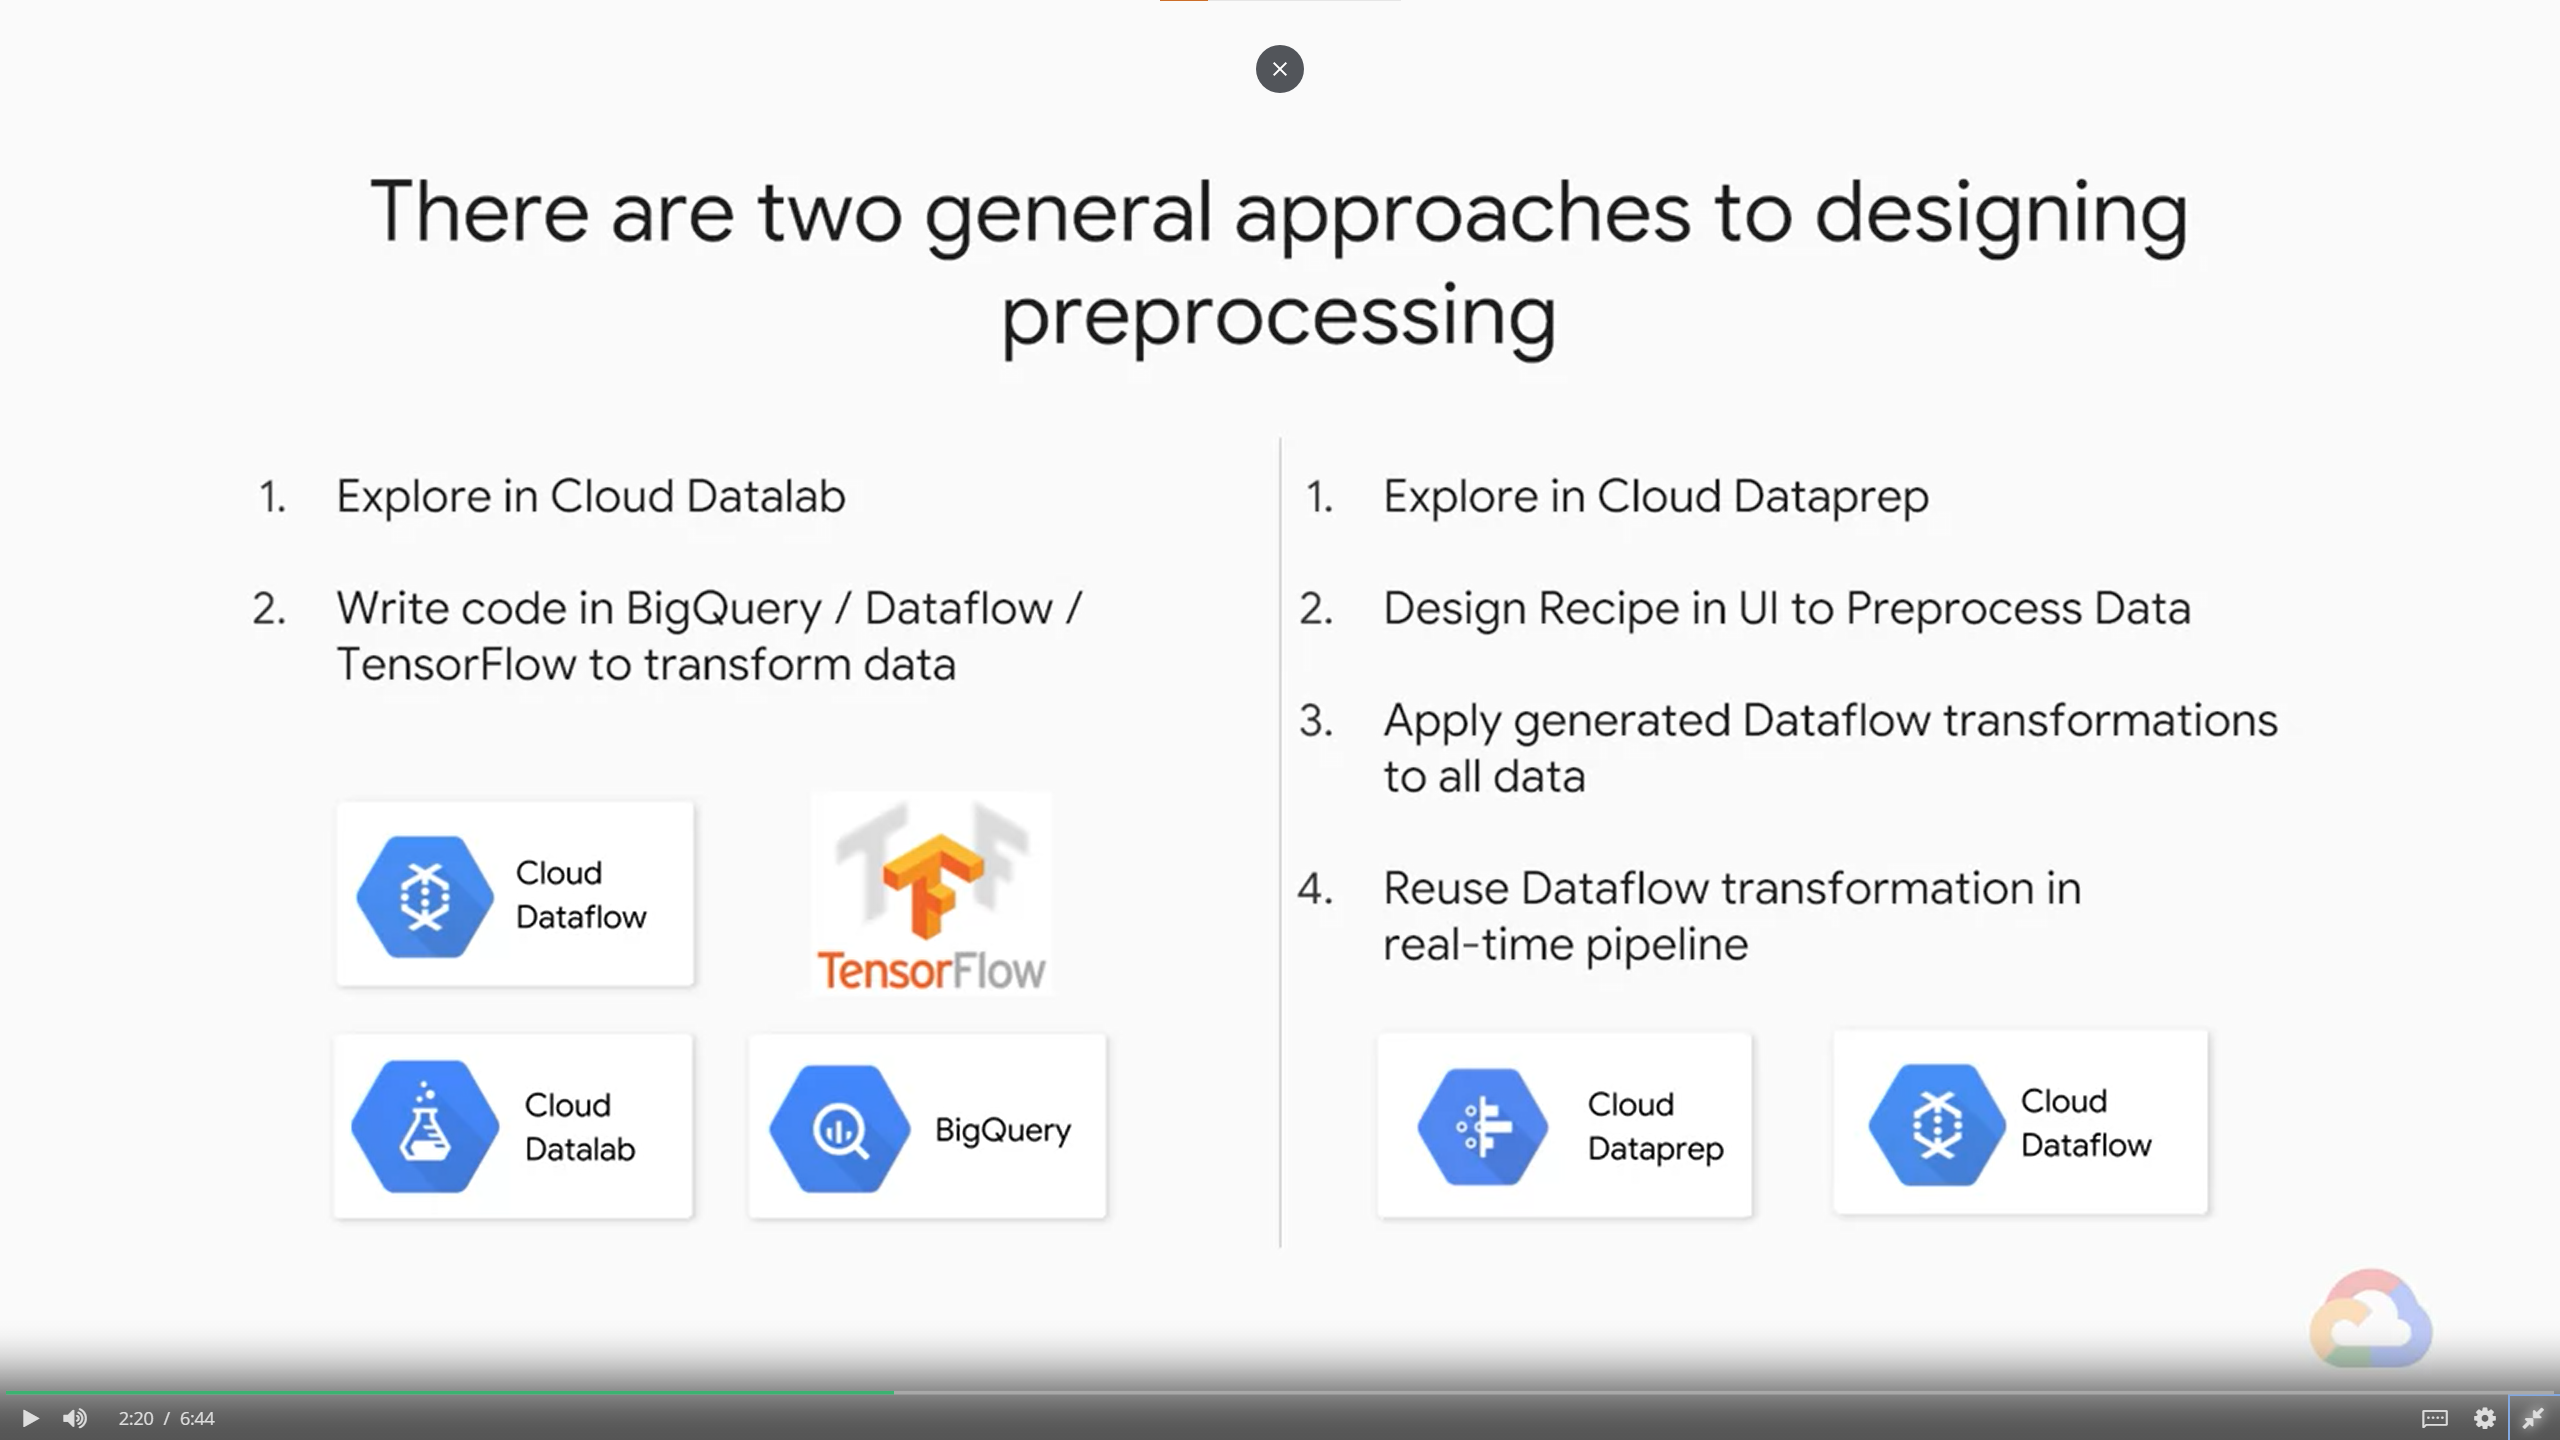 There are two general approaches to designing
preprocessing
1. Explore in Cloud Datalab
2. Write code in BigQuery / Dataflow /
TensorFlow to transform data
Cloud
Dataflow
TF
TensorFlow
Cloud
Datalab
BigQuery
1. Explore in Cloud Dataprep
2. Design Recipe in UI to Preprocess Data
3. Apply generated Dataflow transformations
to all data
4. Reuse Dataflow transformation in
real-time pipeline
Cloud
Dataprep
Cloud
Dataflow
2:20 / 6:44